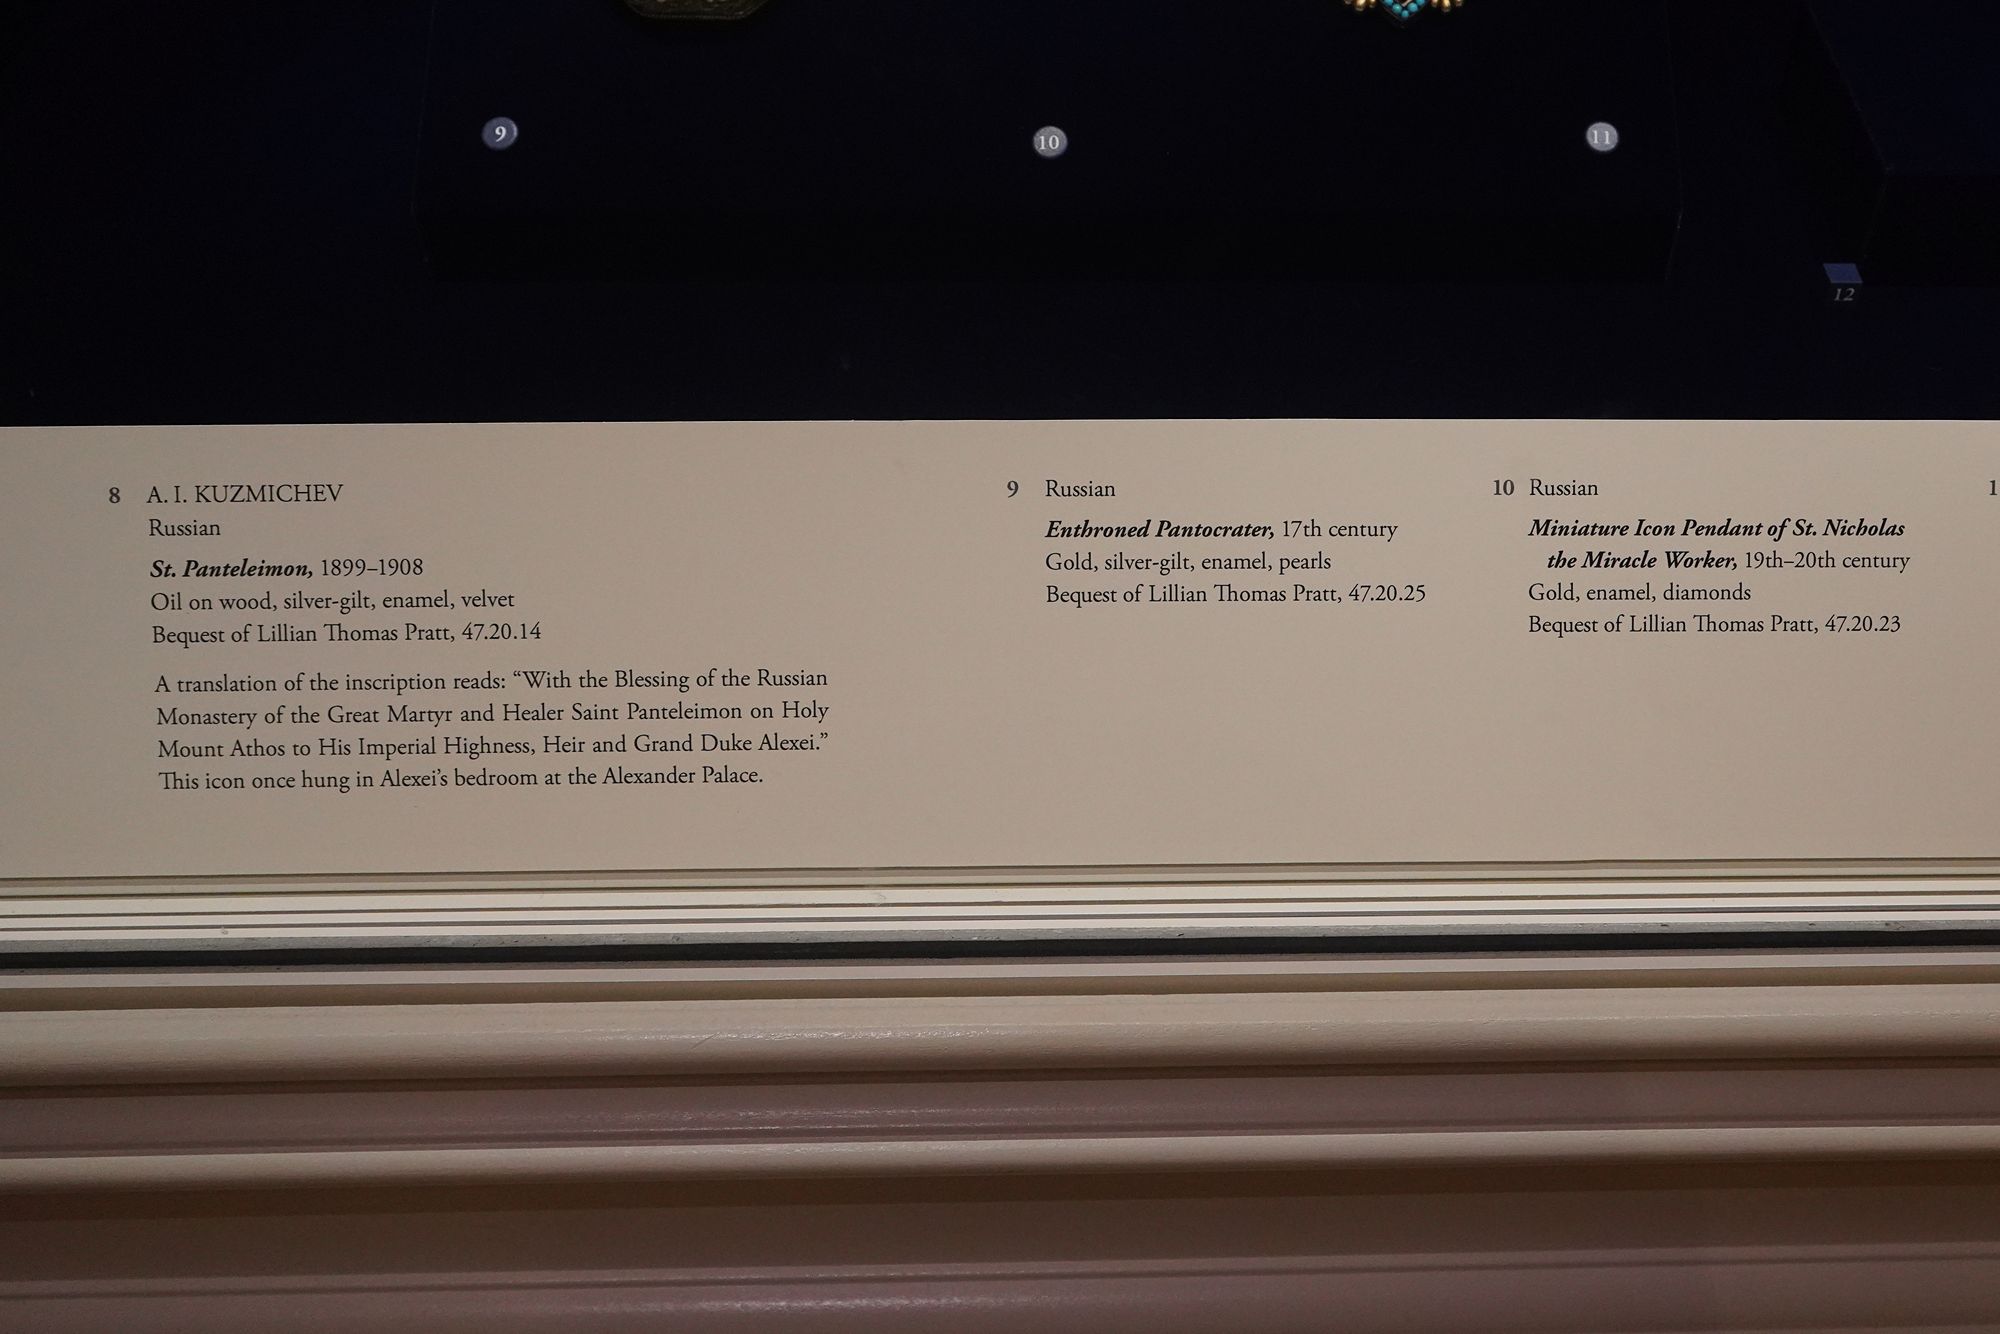 9
10
11
12
8 A. I. KUZMICHEV
Russian
St. Panteleimon, 1899–1908
Oil on wood, silver-gilt, enamel, velvet
Bequest of Lillian Thomas Pratt, 47.20.14
A translation of the inscription reads: “With the Blessing of the Russian
Monastery of the Great Martyr and Healer Saint Panteleimon on Holy
Mount Athos to His Imperial Highness, Heir and Grand Duke Alexei.”
This icon once hung in Alexei’s bedroom at the Alexander Palace.
9 Russian
Enthroned Pantocrater, 17th century
Gold, silver-gilt, enamel, pearls
Bequest of Lillian Thomas Pratt, 47.20.25
10 Russian
Miniature Icon Pendant of St. Nicholas
the Miracle Worker, 19th–20th century
Gold, enamel, diamonds
Bequest of Lillian Thomas Pratt, 47.20.23